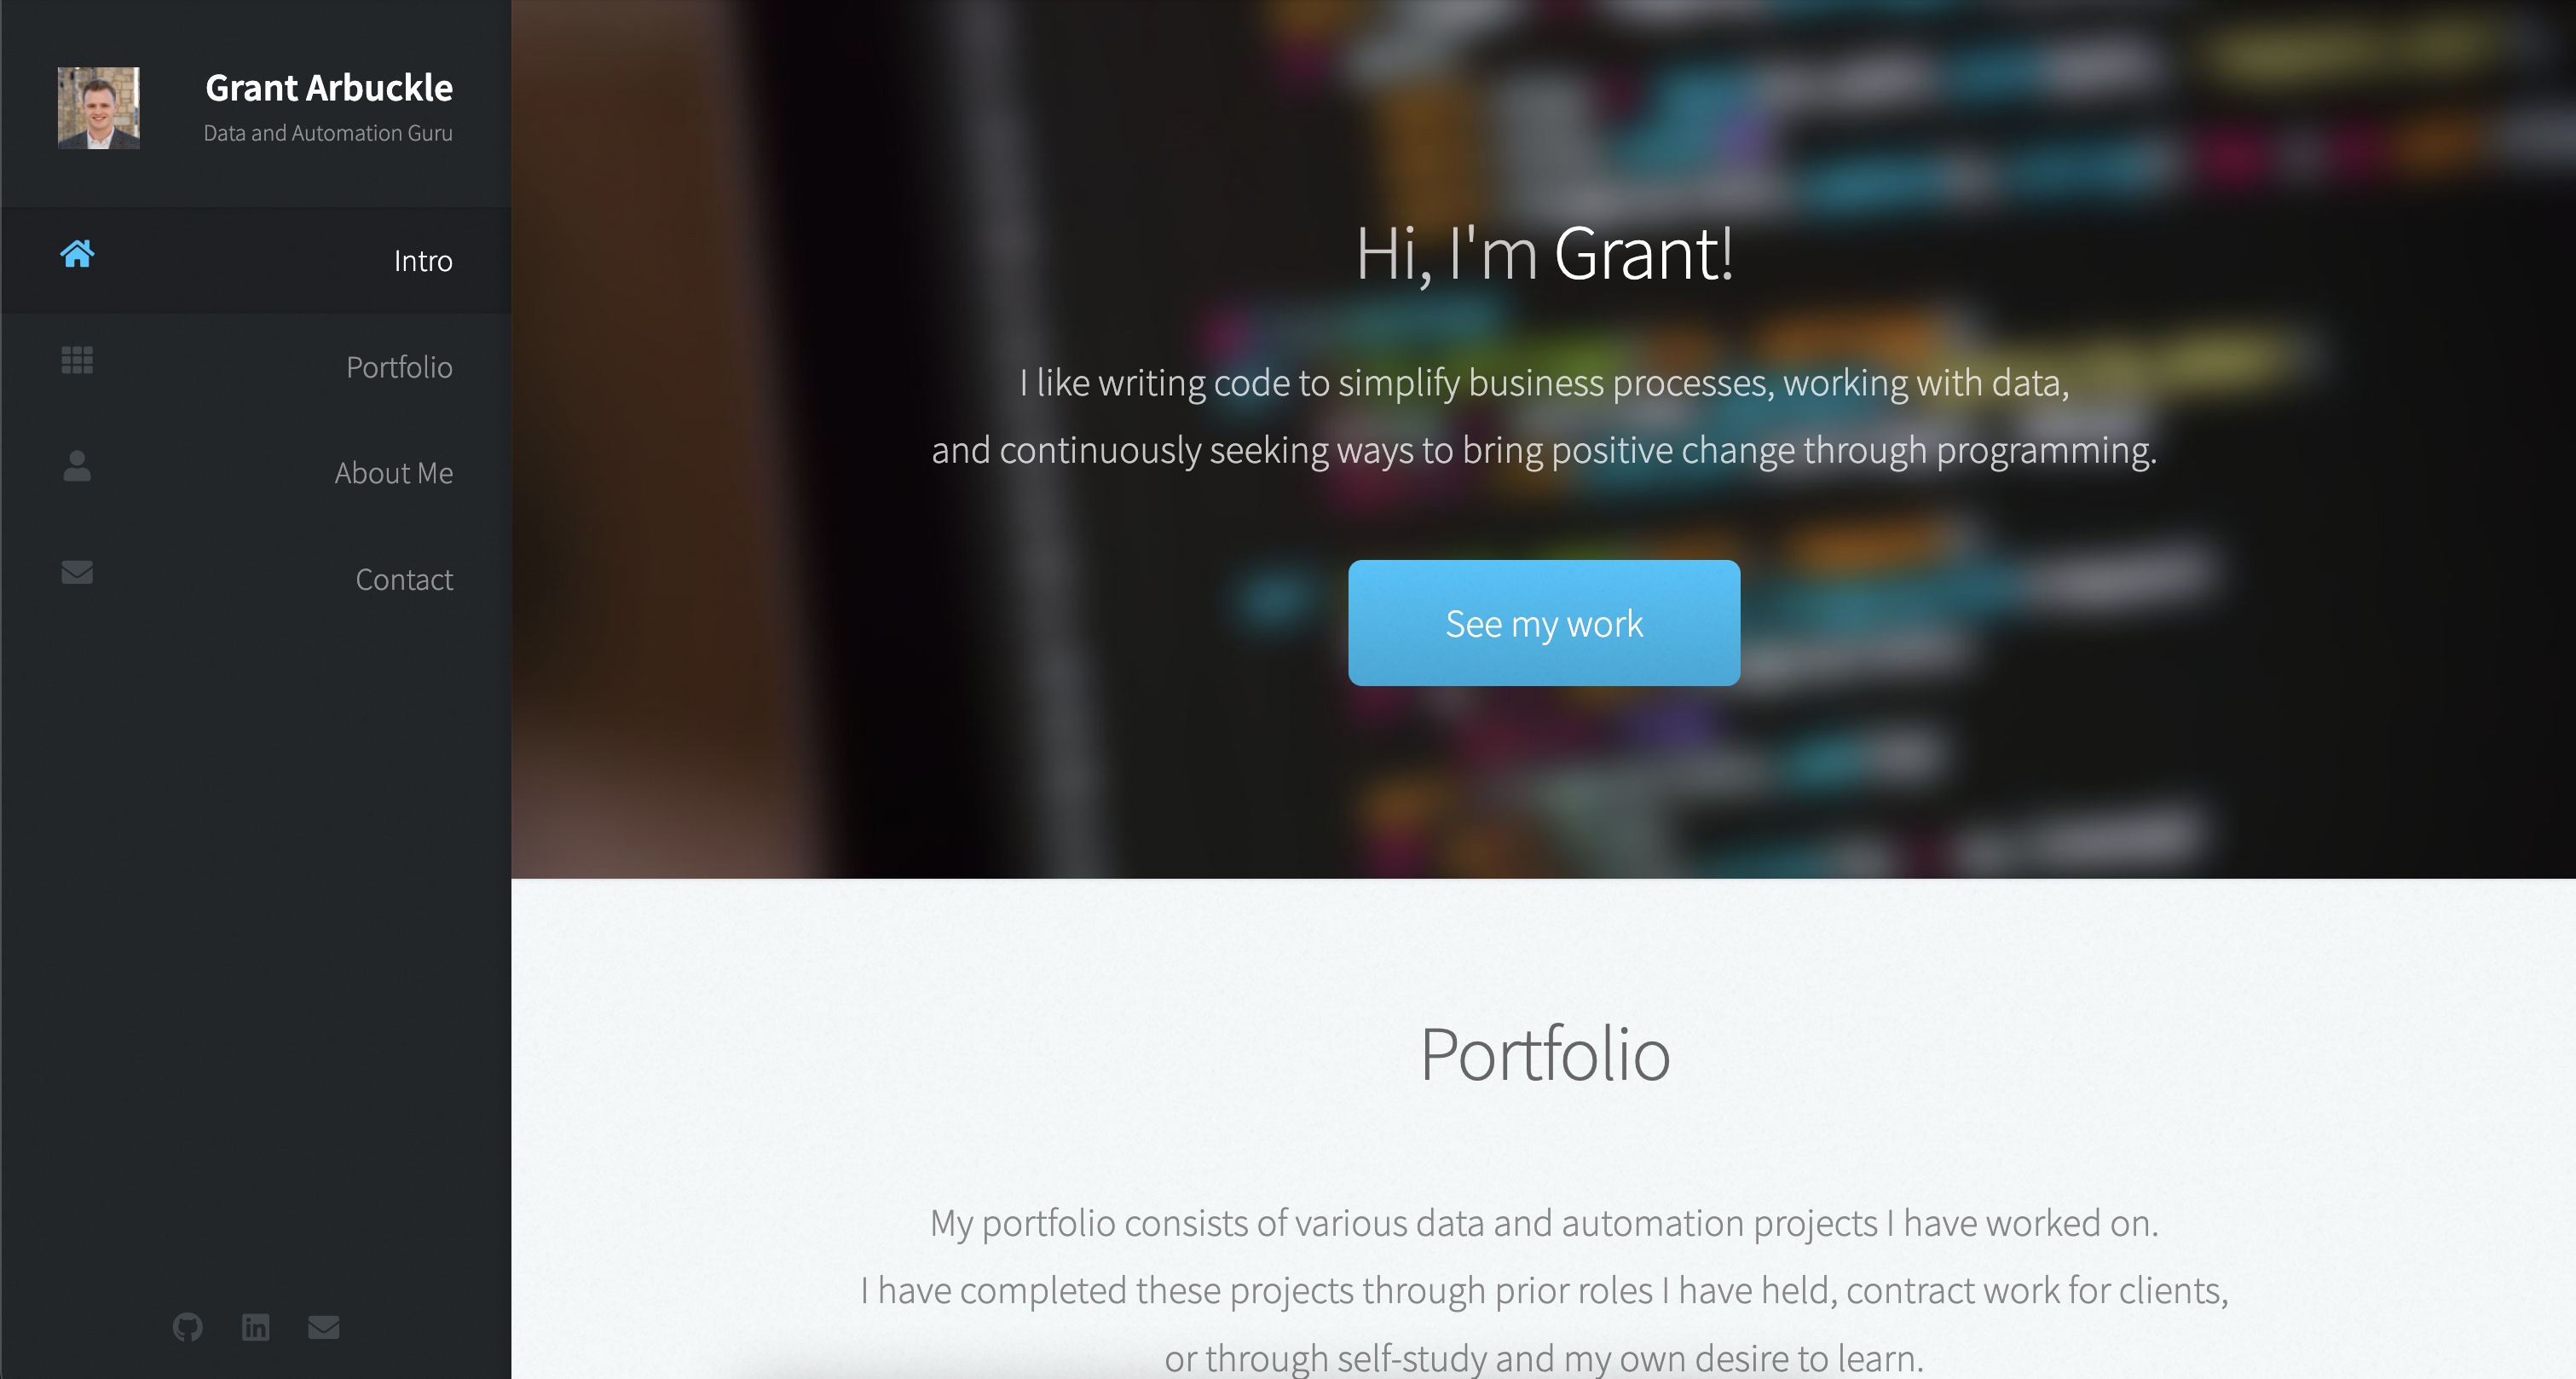 Grant Arbuckle
Data and Automation Guru
Intro
Portfolio
About Me
Contact
Hi, I'm Grant!
I like writing code to simplify business processes, working with data,
and continuously seeking ways to bring positive change through programming.
See my work
Portfolio
My portfolio consists of various data and automation projects I have worked on.
I have completed these projects through prior roles I have held, contract work for clients,
or through self-study and my own desire to learn.